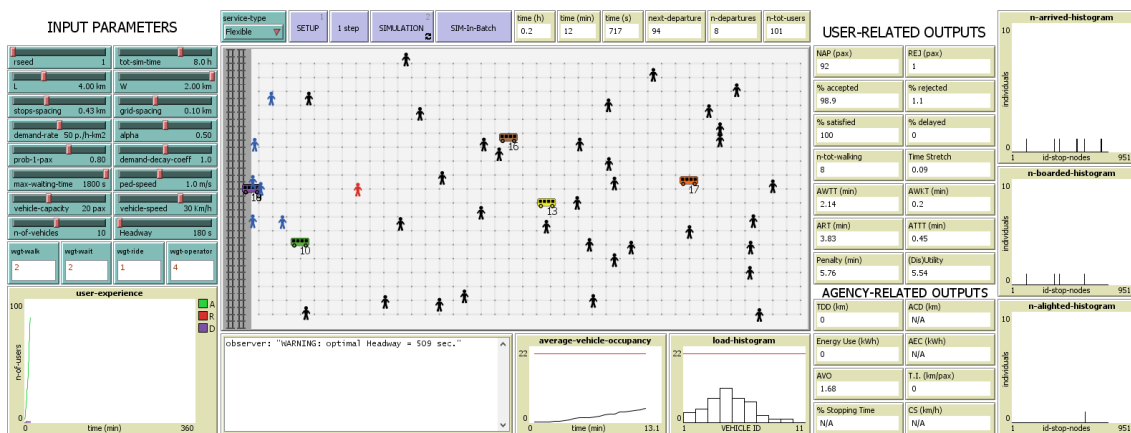 INPUT PARAMETERS
rseed 1
tot-sim-time 8.0 h
L 4.00 km
W 2.00 km
stops-spacing 0.43 km
grid-spacing 0.10 km
demand-rate 50 p./h-km2
alpha 0.50
prob-1-pax 0.80
demand-decay-coeff 1.0
max-waiting-time 1800 s
ped-speed 1.0 m/s
vehicle-capacity 20 pax
vehicle-speed 30 Km/h
n-of-vehicles 10
Headway 180 s
wgt-walk
2
wgt-wait
2
wgt-ride
1
wgt-operator
4
user-experience
100
n-of-users
0
0
time (min)
360
A
R
D
service-type
Flexible
1
SETUP
1 step
2
SIMULATION
SIM-In-Batch
time (h)
0.2
time (min)
12
time (s)
717
next-departure
94
n-departures
8
n-tot-users
101
16
17
13
10
observer: "WARNING: optimal Headway = 509 sec."
average-vehicle-occupancy
22
0
0
time (min)
13.1
load-histogram
22
0
1
VEHICLE ID
11
USER-RELATED OUTPUTS
NAP (pax)
92
REJ (pax)
1
% accepted
98.9
% rejected
1.1
% satisfied
100
% delayed
0
n-tot-walking
8
Time Stretch
0.09
AWTT (min)
2.14
AWKT (min)
0.2
ART (min)
3.83
ATTT (min)
0.45
Penalty (min)
5.76
(Dis)Utility
5.54
AGENCY-RELATED OUTPUTS
TDD (km)
0
ACD (km)
N/A
Energy Use (kWh)
0
AEC (kWh)
N/A
AVO
1.68
T.I. (km/pax)
0
% Stopping Time
N/A
CS (km/h)
N/A
n-arrived-histogram
10
individuals
0
1
id-stop-nodes
951
n-boarded-histogram
10
individuals
0
1
id-stop-nodes
951
n-alighted-histogram
10
individuals
0
1
id-stop-nodes
951